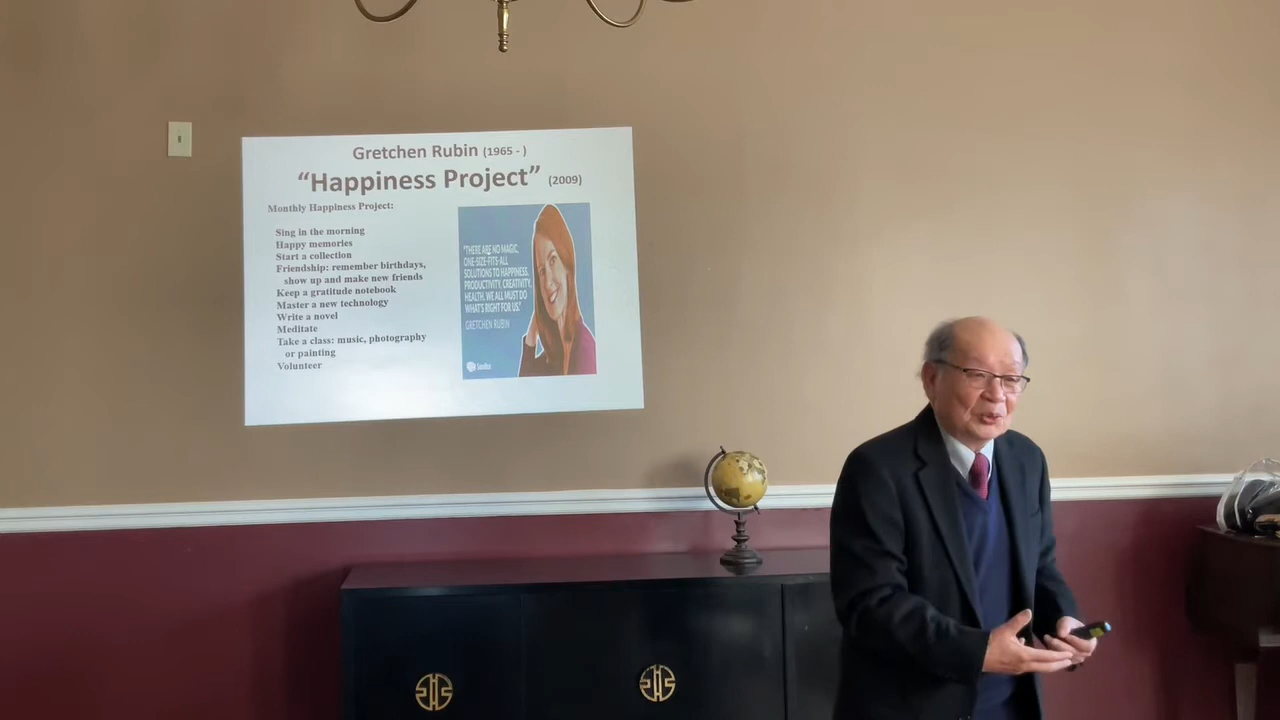 Gretchen Rubin (1965 - )
“Happiness Project” (2009)
Monthly Happiness Project:
Sing in the morning
Happy memories
Start a collection
Friendship: remember birthdays,
show up and make new friends
Keep a gratitude notebook
Master a new technology
Write a novel
Meditate
Take a class: music, photography
or painting
Volunteer
"THERE ARE NO MAGIC,
ONE-SIZE-FITS-ALL
SOLUTIONS TO HAPPINESS,
PRODUCTIVITY, CREATIVITY,
HEALTH. WE ALL MUST DO
WHAT'S RIGHT FOR US."
GRETCHEN RUBIN